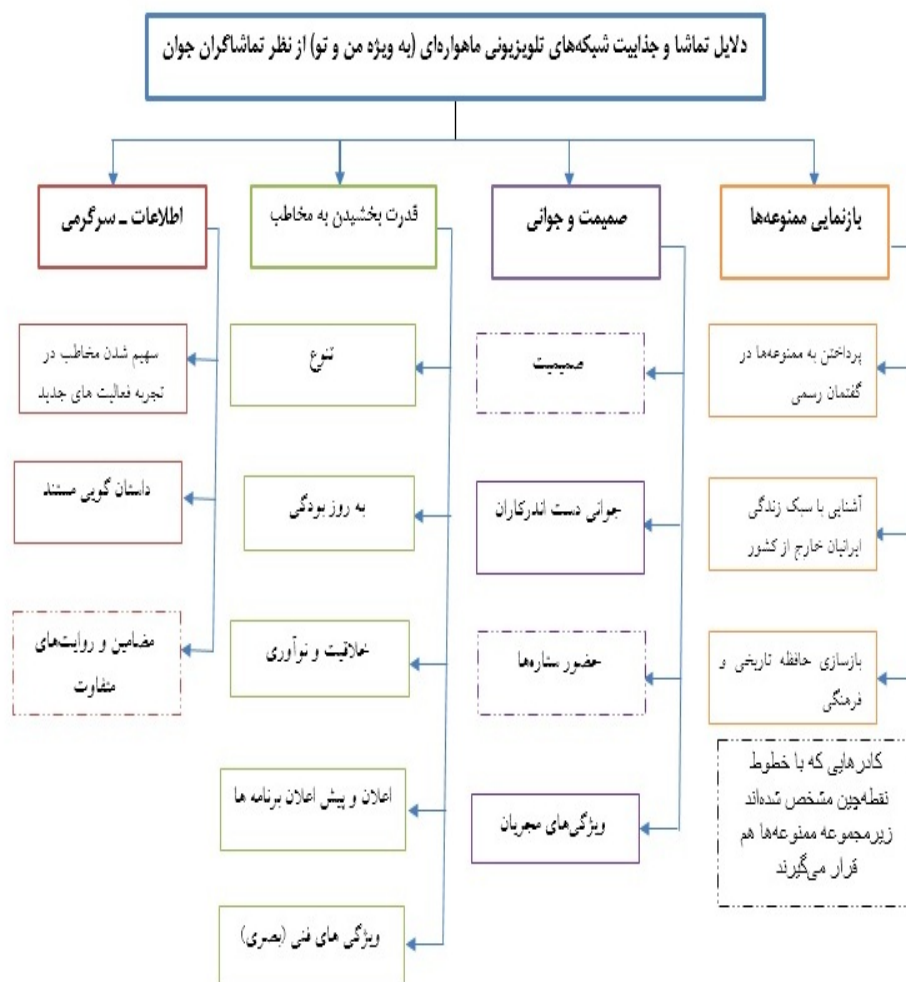 دلایل تماشا و جذابیت شبکه‌های تلویزیونی ماهواره‌ای (به ویژه من و تو) از نظر تماشاگران جوان
بازنمایی ممنوعه‌ها
پرداختن به ممنوعه‌ها در
گفتمان رسمی
آشنایی با سبک زندگی
ایرانیان خارج از کشور
بازسازی حافظه تاریخی و
فرهنگی
کادرهایی که با خطوط
نقطه‌چین مشخص شده‌اند
زیرمجموعه ممنوعه‌ها هم
قرار می‌گیرند
صمیمت و جوانی
صمیمیت
جوانی دست اندرکاران
حضور ستاره‌ها
ویژگی‌های مجریان
قدرت بخشیدن به مخاطب
تنوع
به روز بودگی
خلاقیت و نوآوری
اعلان و پیش اعلان برنامه ها
ویژگی های فنی (بصری)
اطلاعات ـ سرگرمی
سهیم شدن مخاطب در
تجربه فعالیت های جدید
داستان گویی مستند
مضامین و روایت‌های
متفاوت